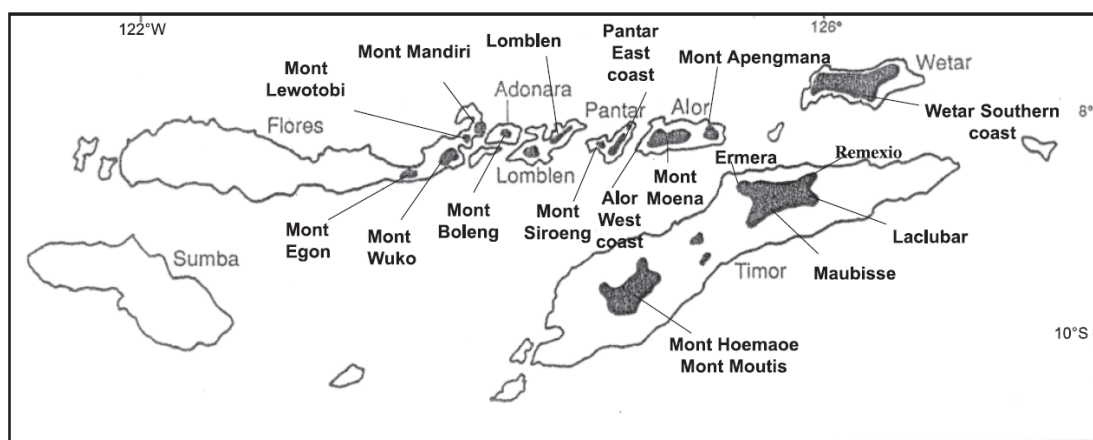 122°W
126°
Mont Mandiri
Lomblen
Pantar
East
coast
Mont Apengmana
Wetar
Mont
Lewotobi
Adonara
Pantar
Alor
Wetar Southern
coast
8°
Flores
Ermera
Remexio
Lomblen
Mont
Egon
Mont
Wuko
Mont
Boleng
Mont
Siroeng
Alor
West
coast
Mont
Moena
Laclubar
Sumba
Timor
Maubisse
10°S
Mont Hoemaoe
Mont Moutis